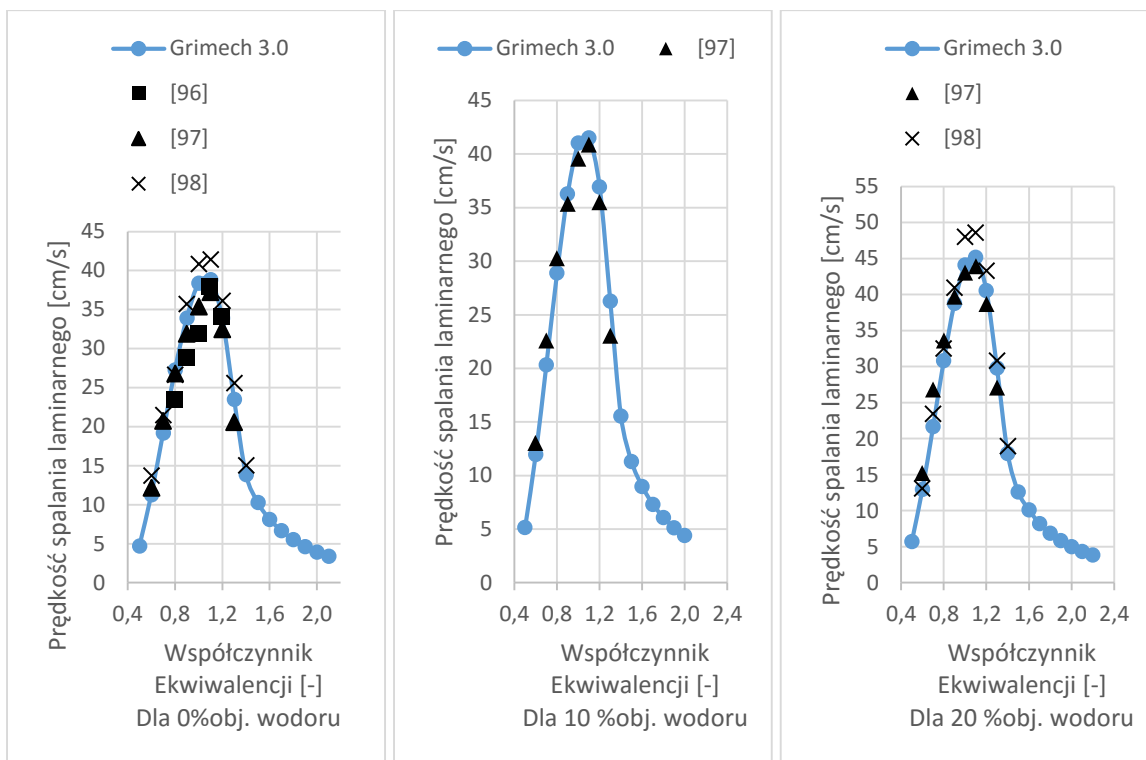 Grimech 3.0
[96]
[97]
[98]
Prędkość spalania laminarnego [cm/s]
45
40
35
30
25
20
15
10
5
0
0,4 0,8 1,2 1,6 2,0
Współczynnik
Ekwiwalencji [-]
Dla 0%obj. wodoru
Grimech 3.0 [97]
Prędkość spalania laminarnego [cm/s]
45
40
35
30
25
20
15
10
5
0
0,4 0,8 1,2 1,6 2,0 2,4
Współczynnik
Ekwiwalencji [-]
Dla 10 %obj. wodoru
Grimech 3.0
[97]
[98]
Prędkość spalania laminarnego [cm/s]
55
50
45
40
35
30
25
20
15
10
5
0
0,4 0,8 1,2 1,6 2,0 2,4
Współczynnik
Ekwiwalencji [-]
Dla 20 %obj. wodoru